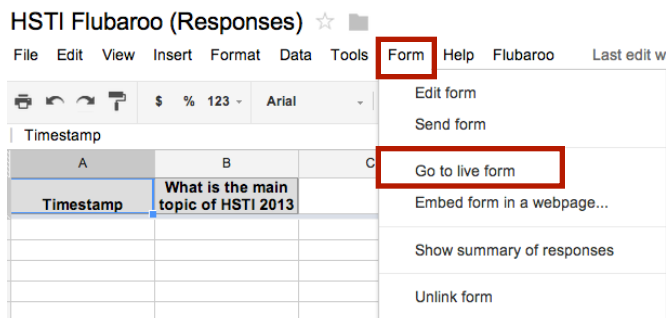 HSTI Flubaroo (Responses)
File Edit View Insert Format Data Tools Form Help Flubaroo Last edit w
$ % 123 Arial
Timestamp
A B C
Timestamp
What is the main
topic of HSTI 2013
Edit form
Send form
Go to live form
Embed form in a webpage...
Show summary of responses
Unlink form